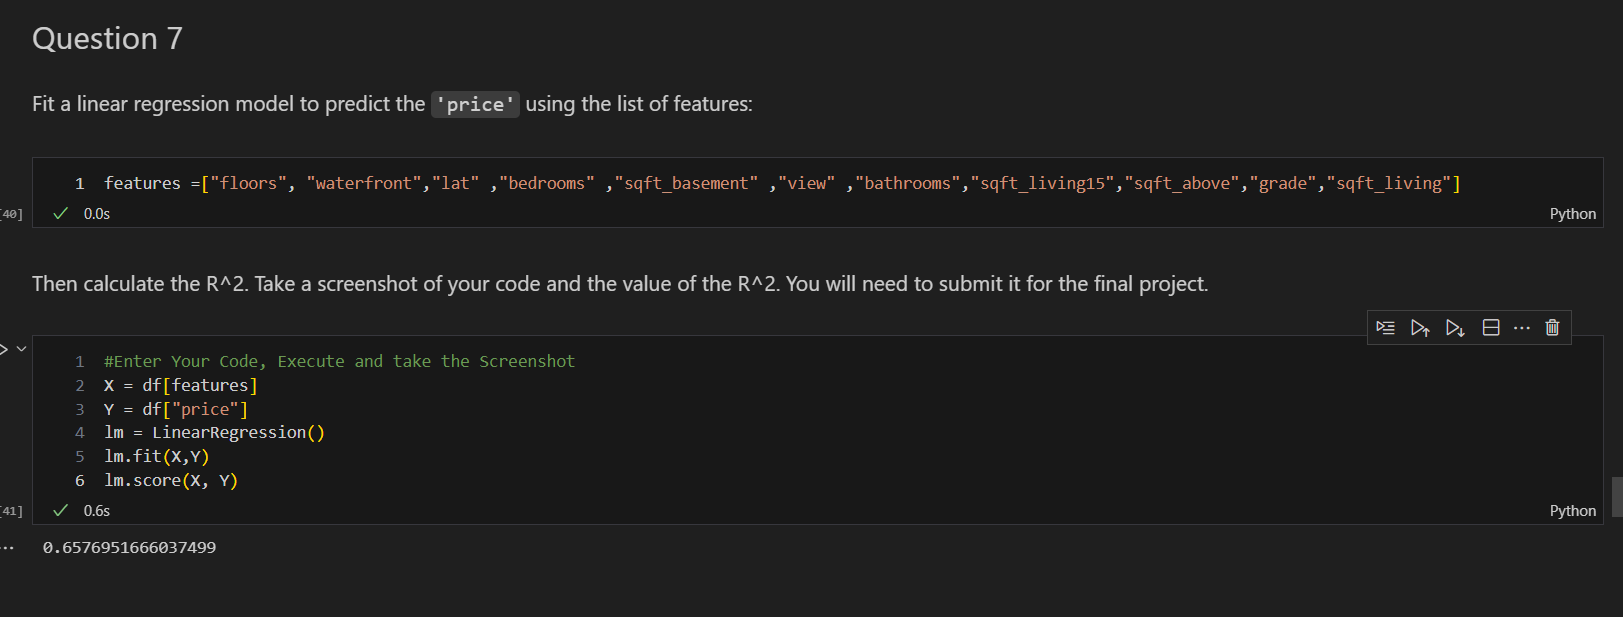 Question 7
Fit a linear regression model to predict the 'price' using the list of features:
1 features =["floors", "waterfront","lat" ,"bedrooms" ,"sqft_basement" ,"view" ,"bathrooms","sqft_living15","sqft_above","grade","sqft_living"]
[40] 0.0s Python
Then calculate the R^2. Take a screenshot of your code and the value of the R^2. You will need to submit it for the final project.
1 #Enter Your Code, Execute and take the Screenshot
2 X = df[features]
3 Y = df["price"]
4 lm = LinearRegression()
5 lm.fit(X,Y)
6 lm.score(X, Y)
[41] 0.6s Python
0.6576951666037499